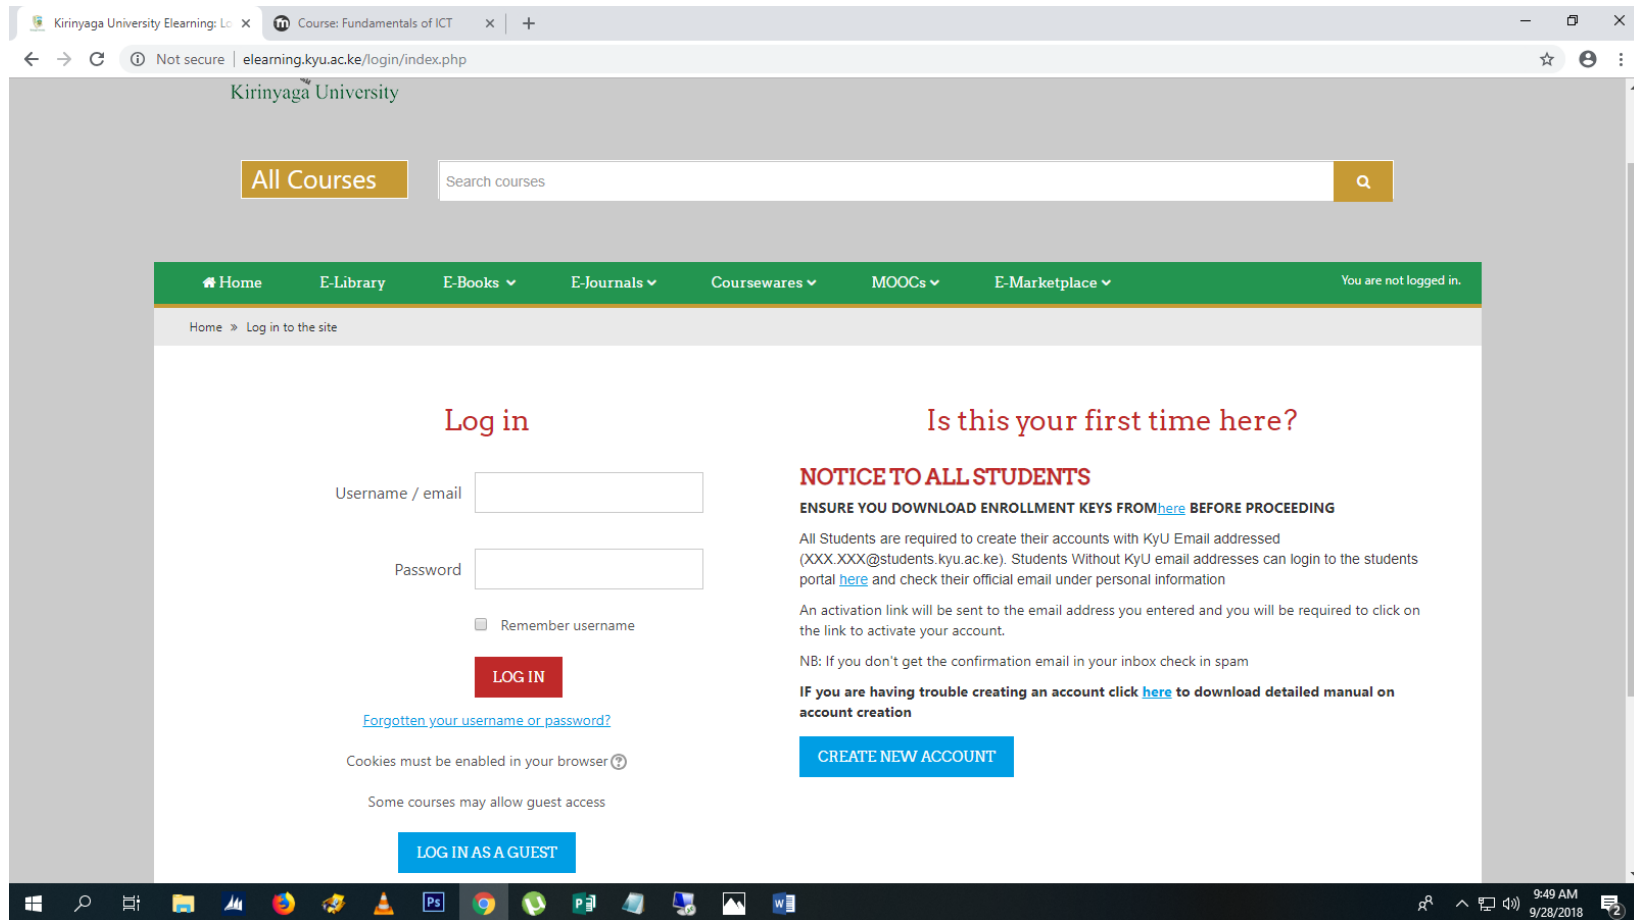 Kirinyaga University Elearning: Lo
Course: Fundamentals of ICT
Not secure | elearning.kyu.ac.ke/login/index.php
Kirinyaga University
All Courses
Search courses
Home E-Library E-Books E-Journals Coursewares MOOCs E-Marketplace You are not logged in.
Home » Log in to the site
Log in
Username / email
Password
Remember username
LOG IN
Forgotten your username or password?
Cookies must be enabled in your browser
Some courses may allow guest access
LOG IN AS A GUEST
Is this your first time here?
NOTICE TO ALL STUDENTS
ENSURE YOU DOWNLOAD ENROLLMENT KEYS FROMhere BEFORE PROCEEDING
All Students are required to create their accounts with KyU Email addressed
(XXX.XXX@students.kyu.ac.ke). Students Without KyU email addresses can login to the students
portal here and check their official email under personal information
An activation link will be sent to the email address you entered and you will be required to click on
the link to activate your account.
NB: If you don't get the confirmation email in your inbox check in spam
IF you are having trouble creating an account click here to download detailed manual on
account creation
CREATE NEW ACCOUNT
Ps
9:49 AM
9/28/2018
2